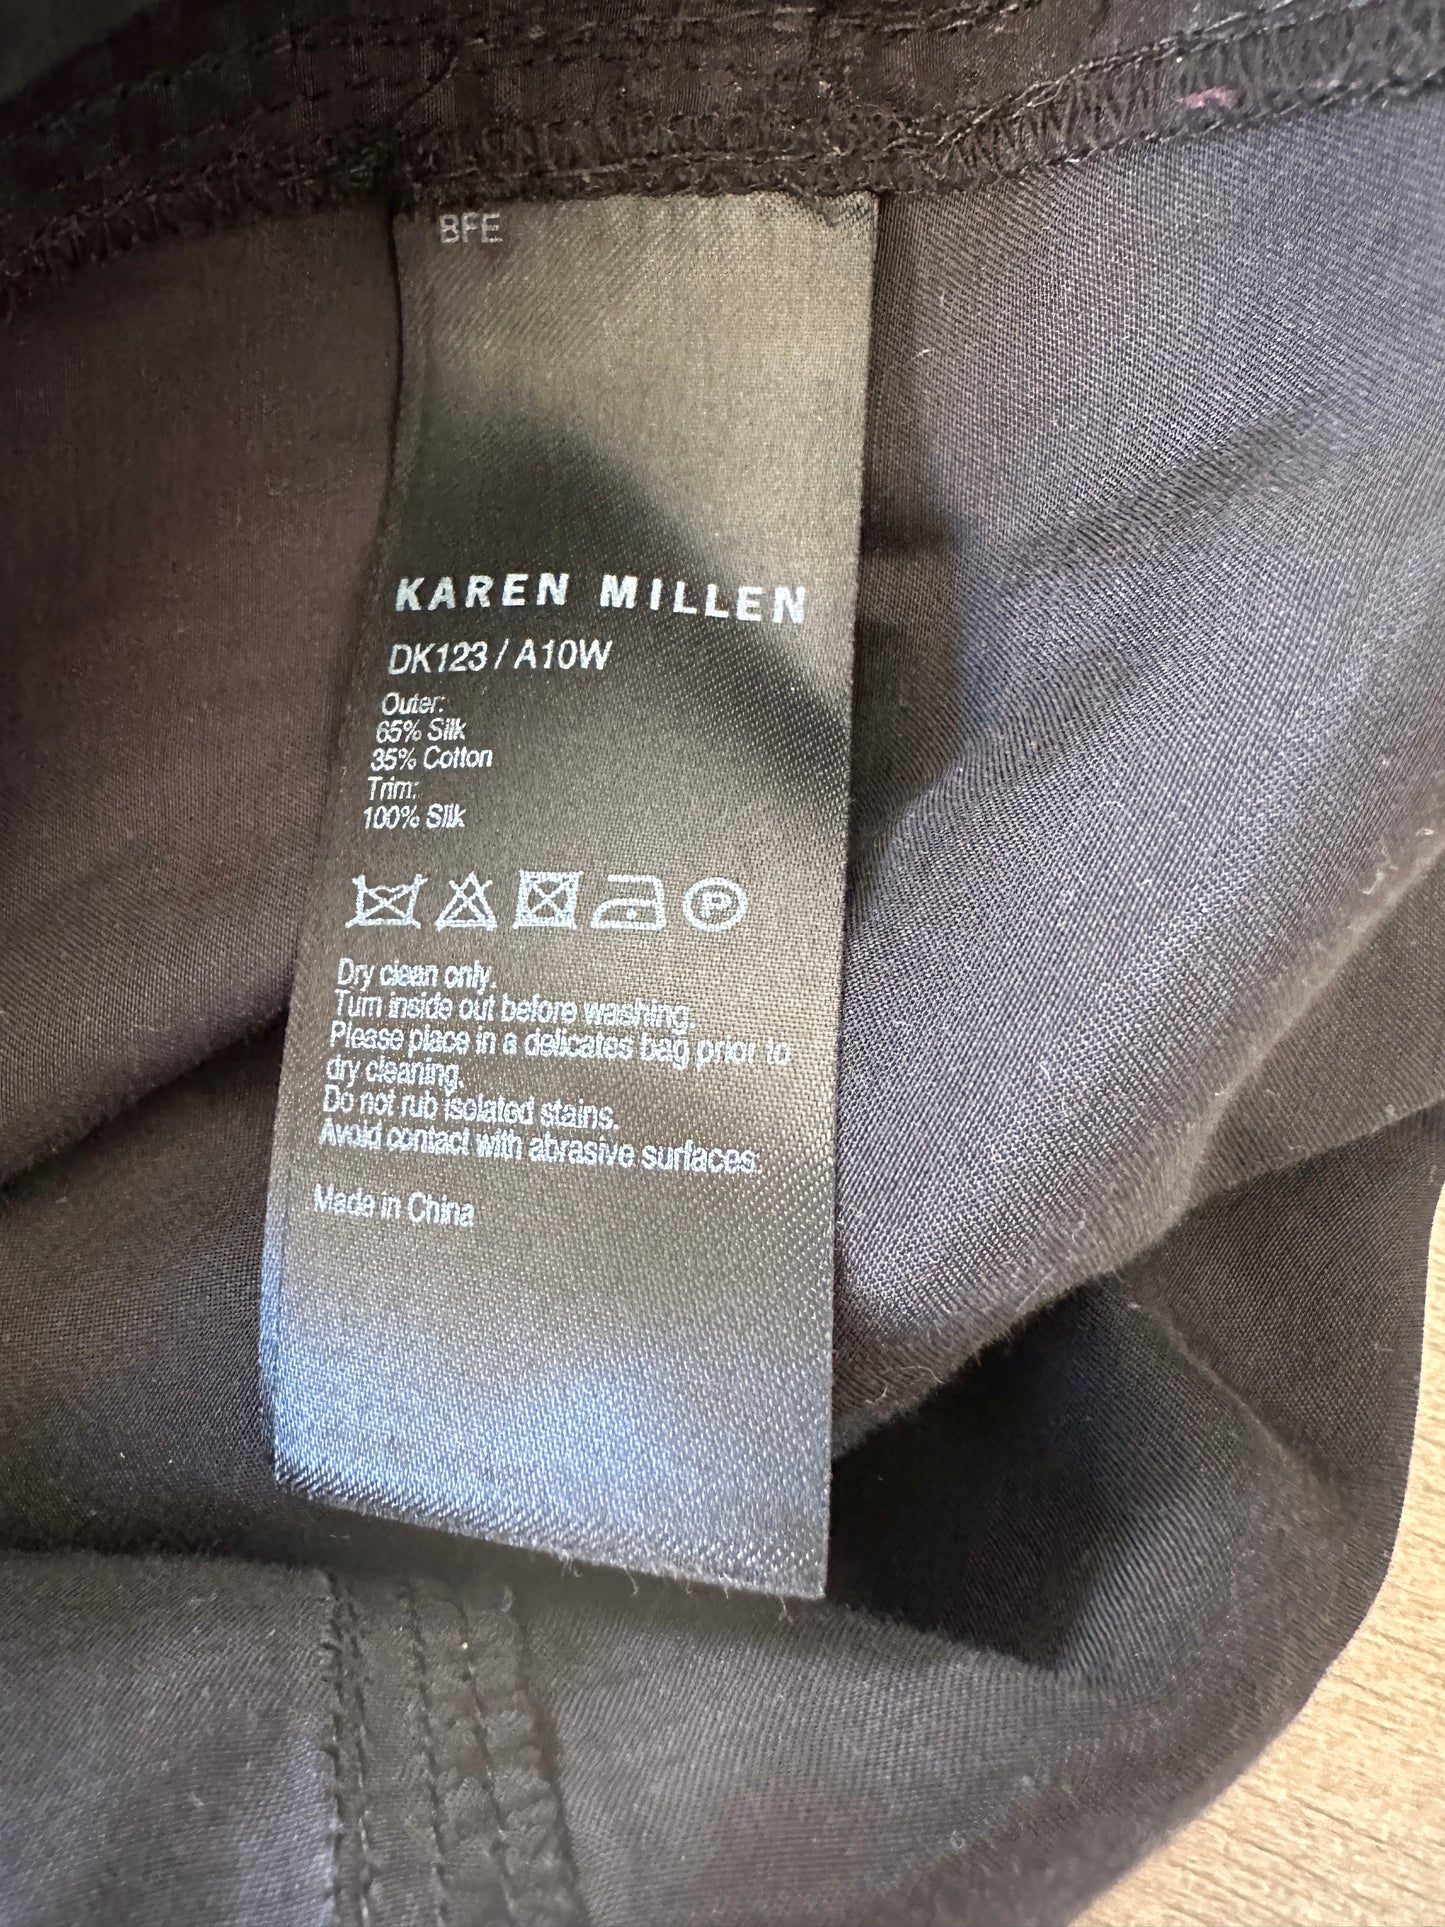 BFE
KAREN MILLEN
DK123 / A10W
Outer:
65% Silk
35% Cotton
Trim:
100% Silk
P
Dry clean only.
Turn inside out before washing.
Please place in a delicates bag prior to
dry cleaning.
Do not rub isolated stains.
Avoid contact with abrasive surfaces.
Made in China